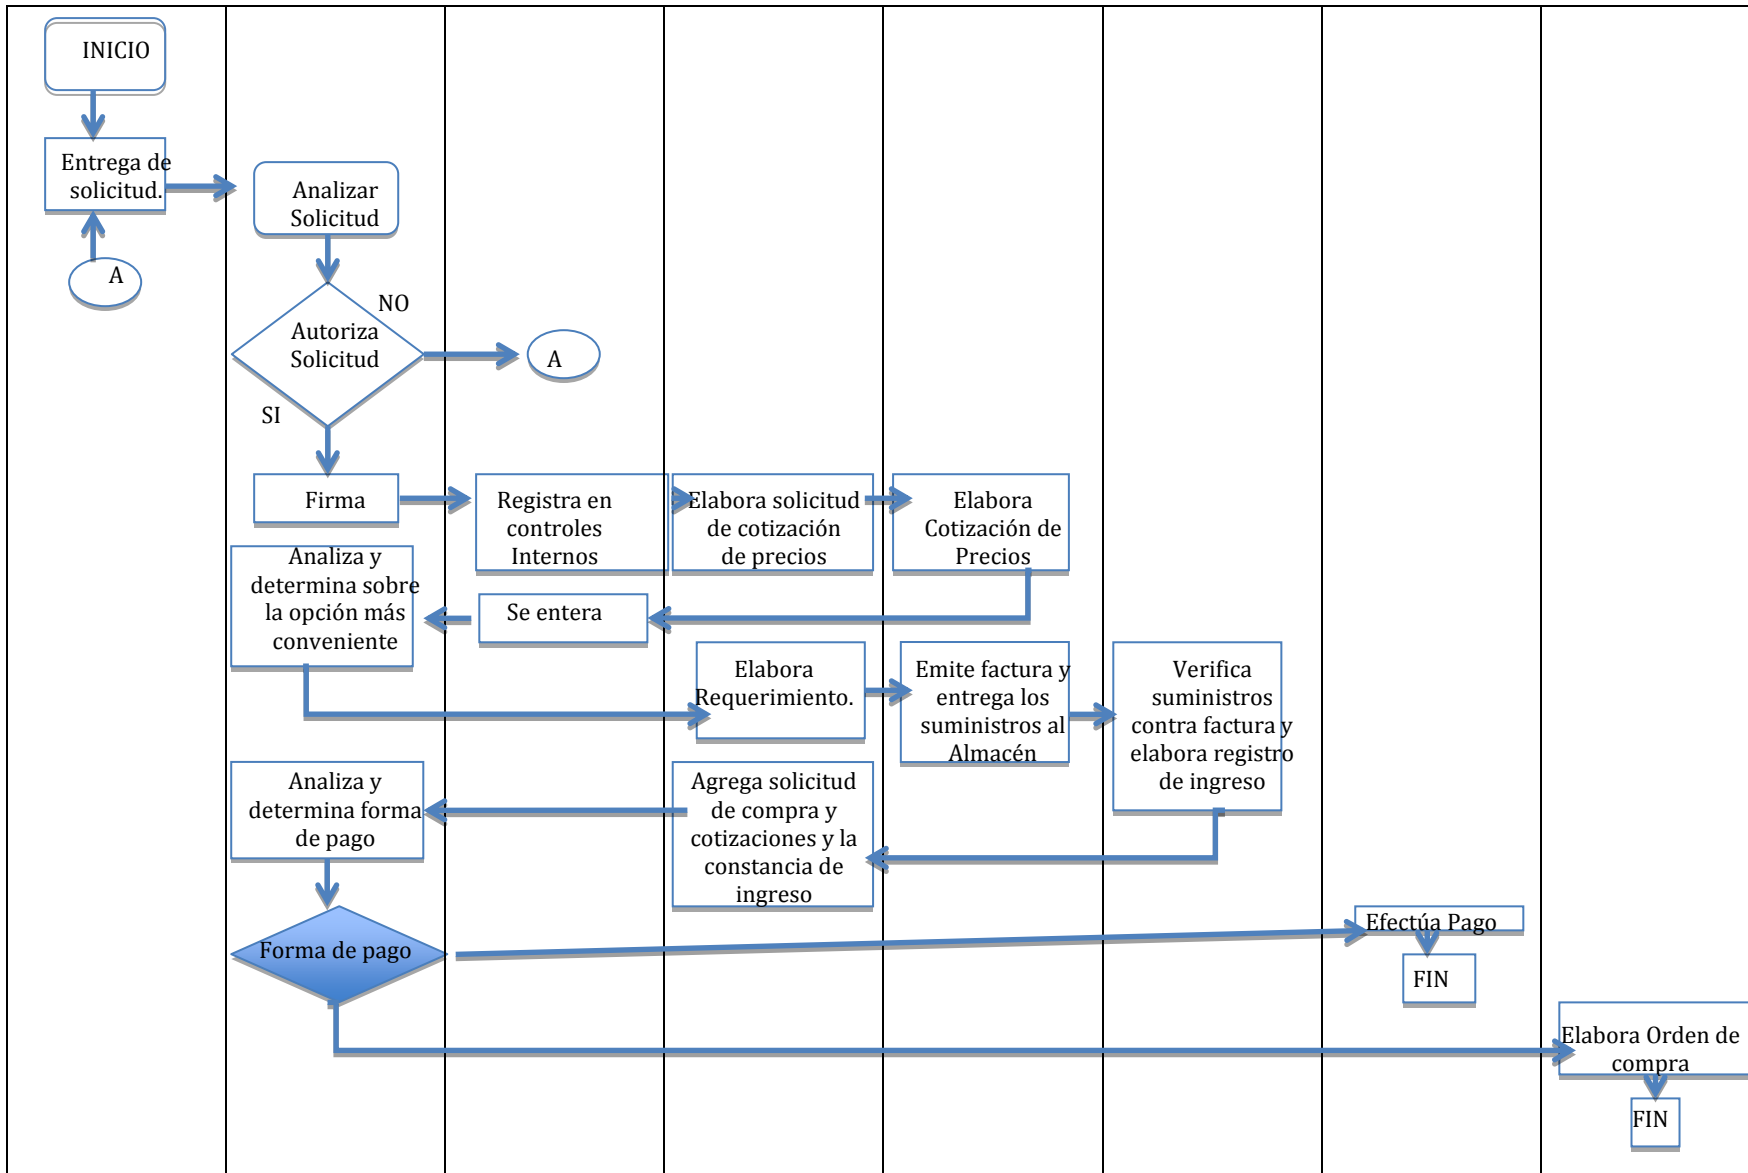 INICIO
Entrega de
solicitud.
A
Analizar
Solicitud
NO
Autoriza
Solicitud
A
SI
Firma
Registra en
controles
Internos
Elabora solicitud
de cotización
de precios
Elabora
Cotización de
Precios
Analiza y
determina sobre
la opción más
conveniente
Se entera
Elabora
Requerimiento.
Emite factura y
entrega los
suministros al
Almacén
Verifica
suministros
contra factura y
elabora registro
de ingreso
Analiza y
determina forma
de pago
Agrega solicitud
de compra y
cotizaciones y la
constancia de
ingreso
Forma de pago
Efectúa Pago
FIN
Elabora Orden de
compra
FIN